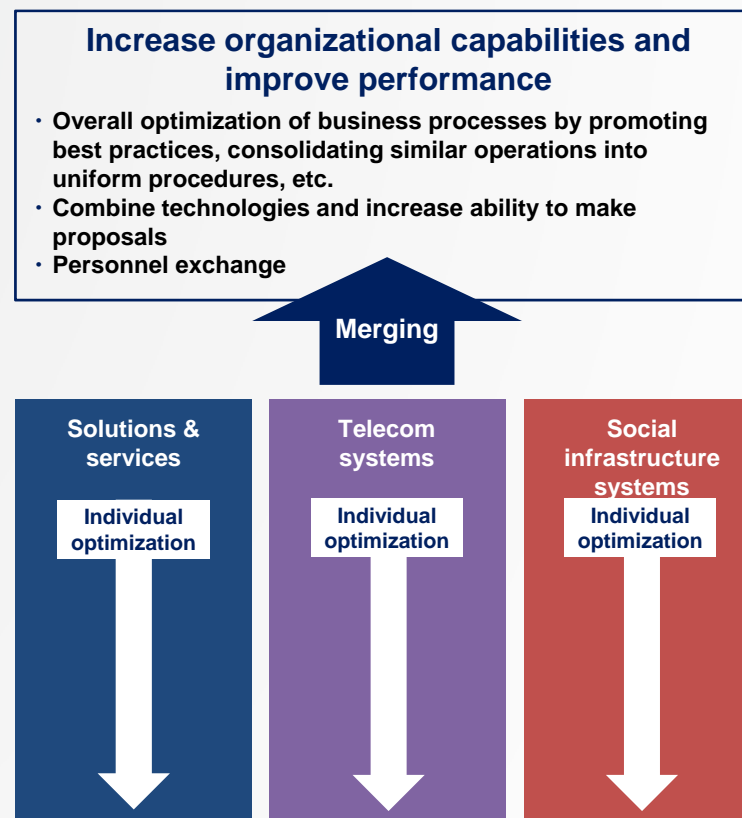 Increase organizational capabilities and
improve performance
・Overall optimization of business processes by promoting
best practices, consolidating similar operations into
uniform procedures, etc.
・Combine technologies and increase ability to make
proposals
・Personnel exchange
Merging
Solutions &
services
Individual
optimization
Telecom
systems
Individual
optimization
Social
infrastructure
systems
Individual
optimization